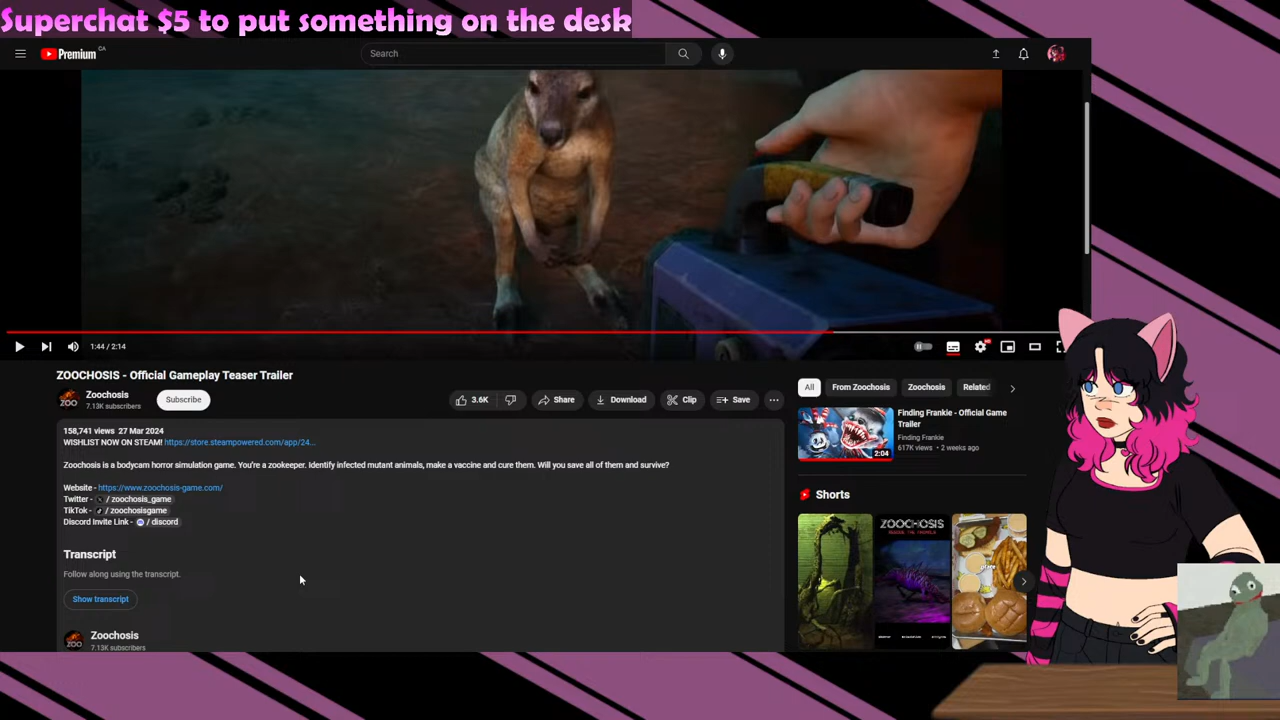 Superchat $5 to put something on the desk
Premium CA
Search
1:44 / 2:14
ZOOCHOSIS - Official Gameplay Teaser Trailer
Zoochosis
7.13K subscribers
Subscribe
3.6K
Share
Download
Clip
Save
158,741 views 27 Mar 2024
WISHLIST NOW ON STEAM! https://store.steampowered.com/app/24...
Zoochosis is a bodycam horror simulation game. You're a zookeeper. Identify infected mutant animals, make a vaccine and cure them. Will you save all of them and survive?
Website - https://www.zoochosis-game.com/
Twitter - / zoochosis_game
TikTok - / zoochosisgame
Discord Invite Link - / discord
Transcript
Follow along using the transcript.
Show transcript
Zoochosis
7.13K subscribers
All
From Zoochosis
Zoochosis
Related
2:04
Finding Frankie - Official Game
Trailer
Finding Frankie
617K views • 2 weeks ago
Shorts
ZOOCHOSIS